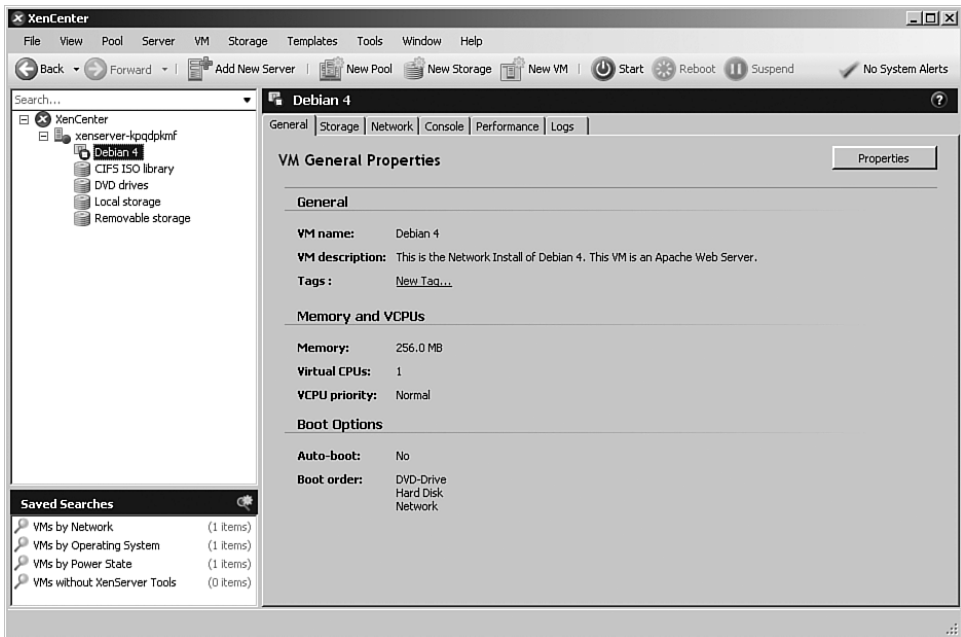 XenCenter
File View Pool Server VM Storage Templates Tools Window Help
Back Forward Add New Server New Pool New Storage New VM Start Reboot Suspend No System Alerts
Search...
XenCenter
xenserver-kpqdpkmf
Debian 4
CIFS ISO library
DVD drives
Local storage
Removable storage
Saved Searches
VMs by Network (1 items)
VMs by Operating System (1 items)
VMs by Power State (1 items)
VMs without XenServer Tools (0 items)
Debian 4
General Storage Network Console Performance Logs
VM General Properties
Properties
General
VM name: Debian 4
VM description: This is the Network Install of Debian 4. This VM is an Apache Web Server.
Tags : New Tag...
Memory and VCPUs
Memory: 256.0 MB
Virtual CPUs: 1
VCPU priority: Normal
Boot Options
Auto-boot: No
Boot order: DVD-Drive
Hard Disk
Network